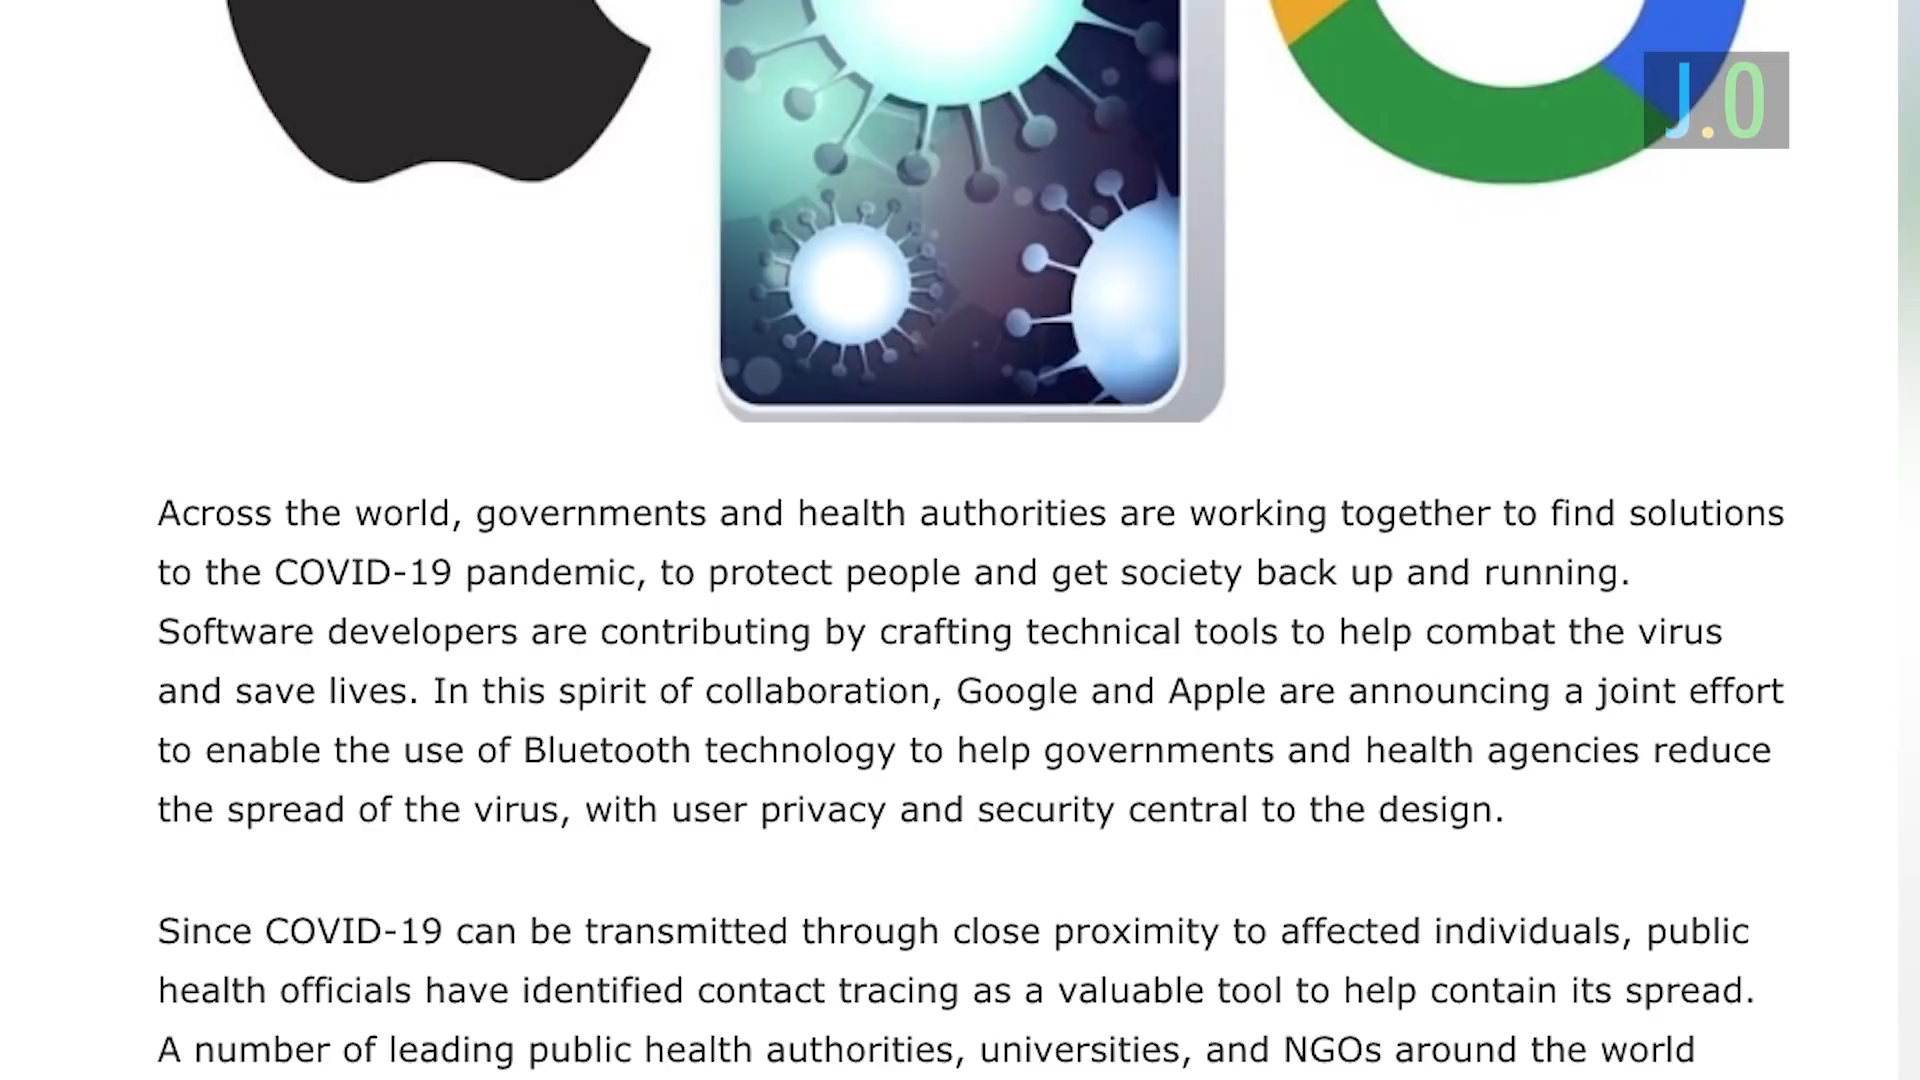 J.O
Across the world, governments and health authorities are working together to find solutions
to the COVID-19 pandemic, to protect people and get society back up and running.
Software developers are contributing by crafting technical tools to help combat the virus
and save lives. In this spirit of collaboration, Google and Apple are announcing a joint effort
to enable the use of Bluetooth technology to help governments and health agencies reduce
the spread of the virus, with user privacy and security central to the design.
Since COVID-19 can be transmitted through close proximity to affected individuals, public
health officials have identified contact tracing as a valuable tool to help contain its spread.
A number of leading public health authorities, universities, and NGOs around the world